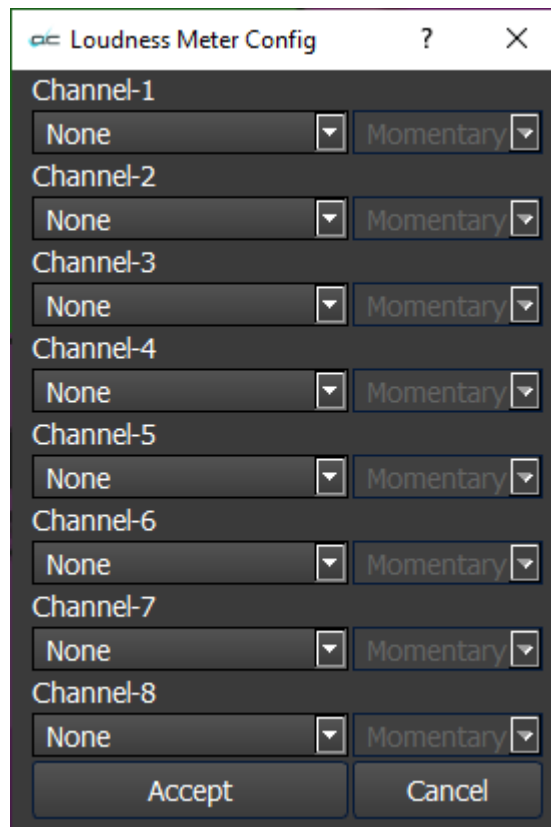 Loudness Meter Config ?
Channel-1
None Momentary
Channel-2
None Momentary
Channel-3
None Momentary
Channel-4
None Momentary
Channel-5
None Momentary
Channel-6
None Momentary
Channel-7
None Momentary
Channel-8
None Momentary
Accept Cancel